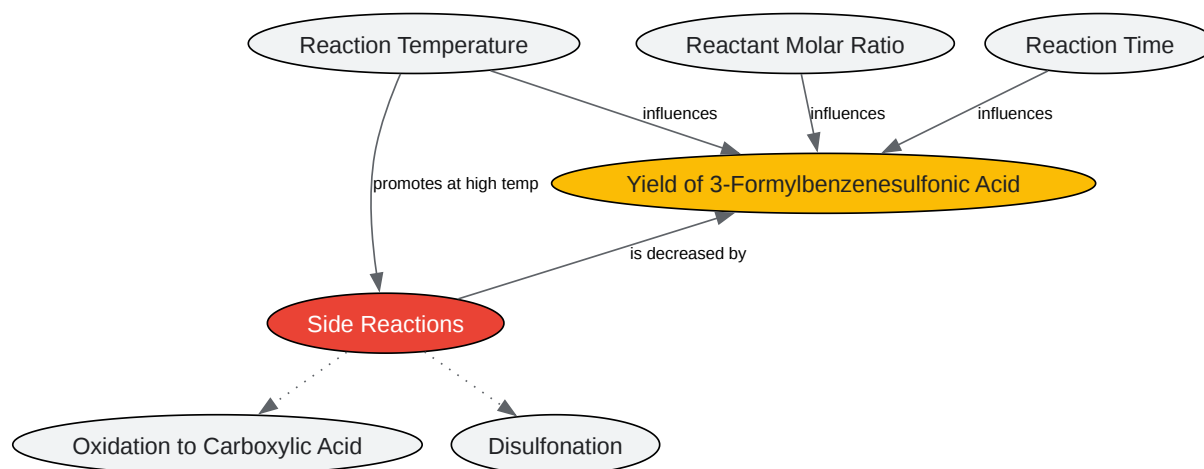 Reaction Temperature
Reactant Molar Ratio
Reaction Time
influences
influences
influences
promotes at high temp
Yield of 3-Formylbenzenesulfonic Acid
is decreased by
Side Reactions
Oxidation to Carboxylic Acid
Disulfonation